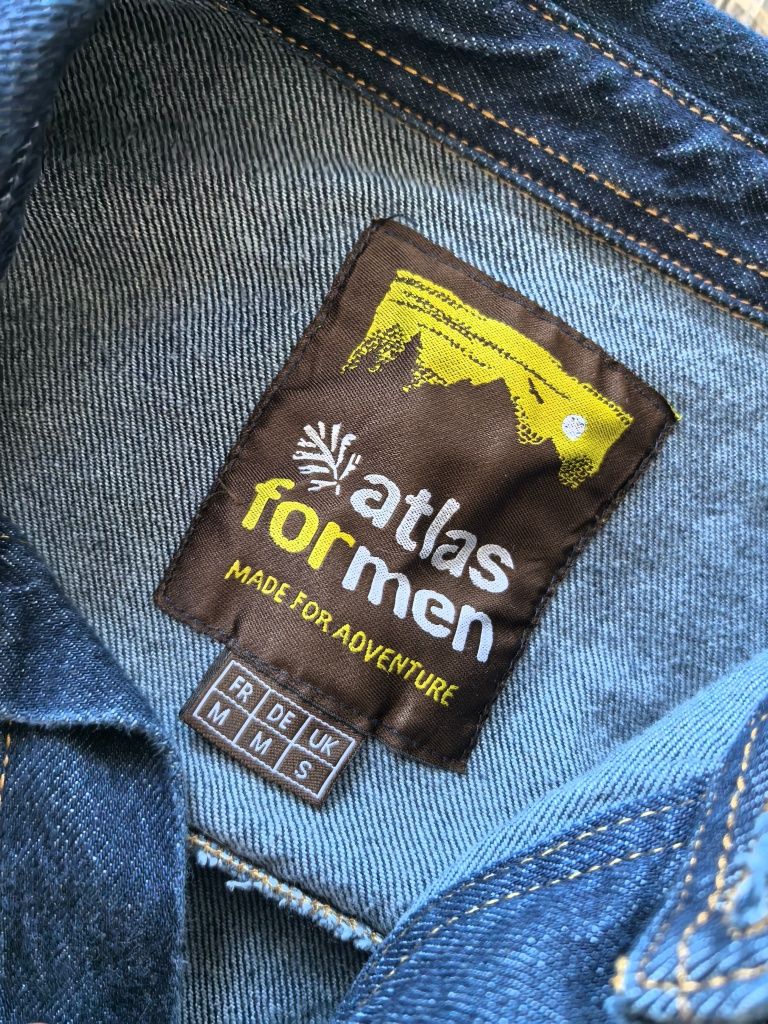 atlas
formen
MADE FOR ADVENTURE
FR DE UK
M M S